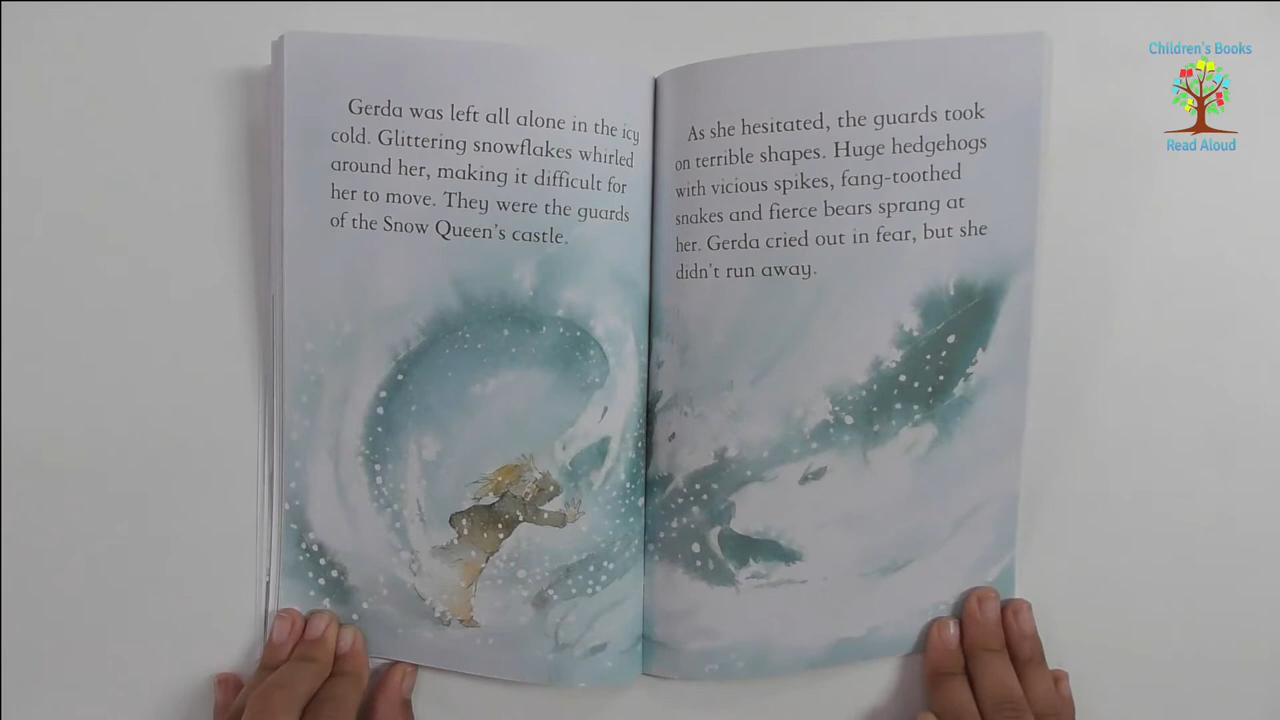 Gerda was left all alone in the icy
cold. Glittering snowflakes whirled
around her, making it difficult for
her to move. They were the guards
of the Snow Queen's castle.
As she hesitated, the guards took
on terrible shapes. Huge hedgehogs
with vicious spikes, fang-toothed
snakes and fierce bears sprang at
her. Gerda cried out in fear, but she
didn't run away.
Children's Books
Read Aloud